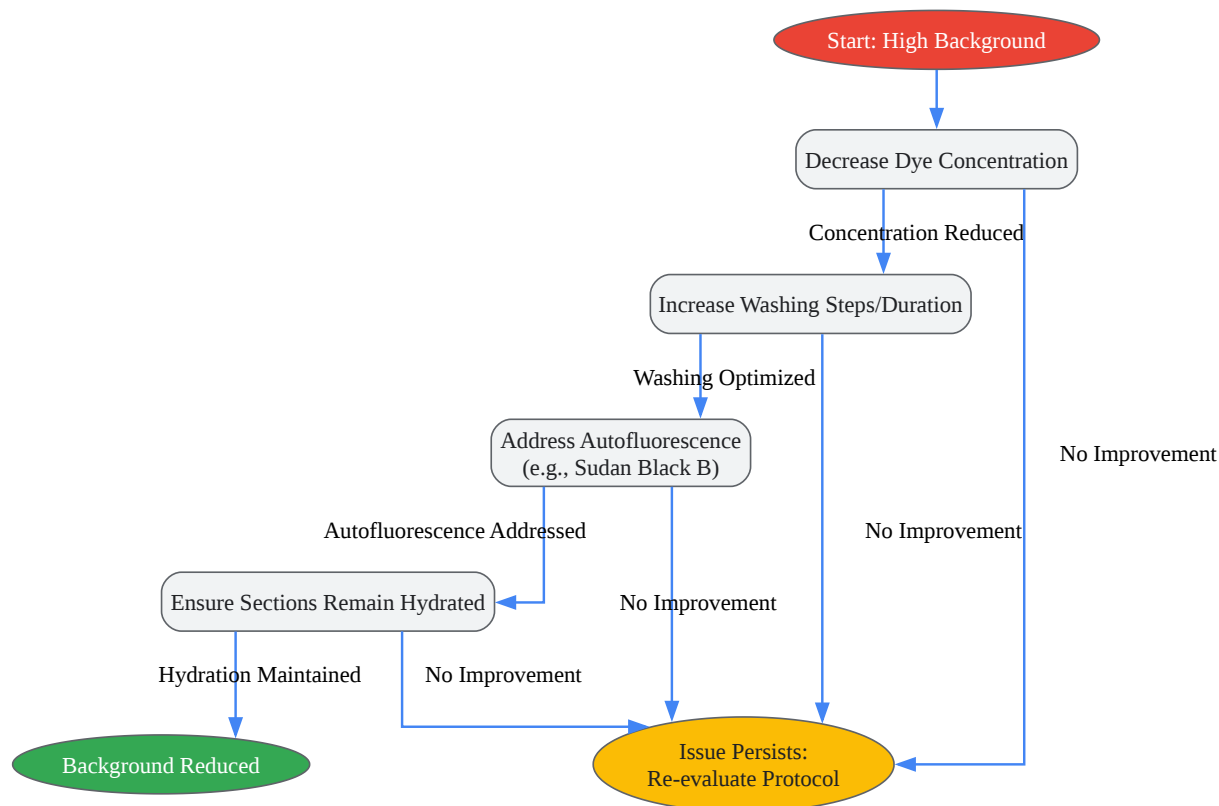 Start: High Background
Decrease Dye Concentration
Concentration Reduced
Increase Washing Steps/Duration
Washing Optimized
Address Autofluorescence
(e.g., Sudan Black B)
No Improvement
Autofluorescence Addressed
No Improvement
Ensure Sections Remain Hydrated
No Improvement
Hydration Maintained
No Improvement
Issue Persists:
Re-evaluate Protocol
Background Reduced